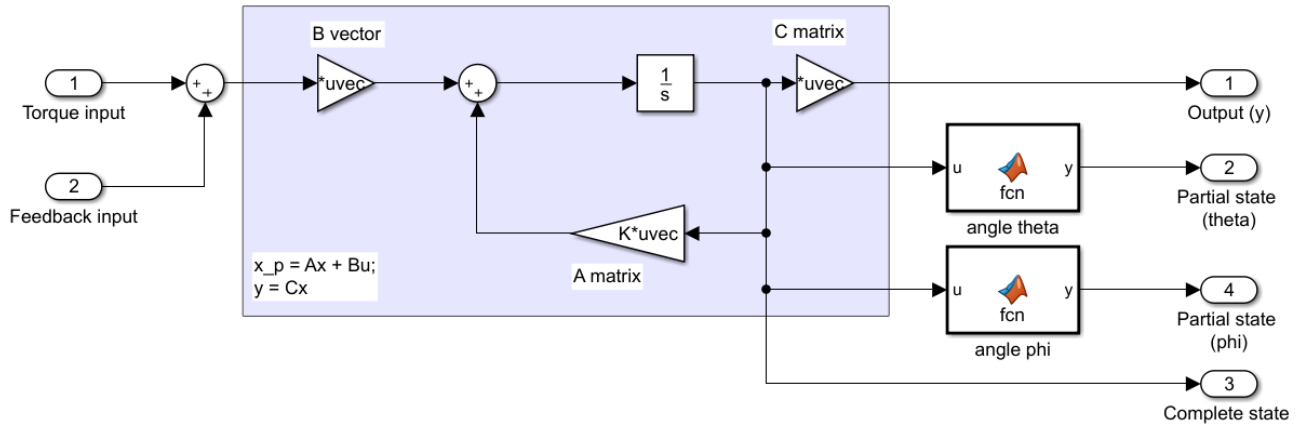 B vector
C matrix
1
Torque input
+
+
*uvec
+
+
1
s
*uvec
1
Output (y)
2
Feedback input
u
fcn
y
angle theta
2
Partial state
(theta)
K*uvec
A matrix
x_p = Ax + Bu;
y = Cx
u
fcn
y
angle phi
4
Partial state
(phi)
3
Complete state